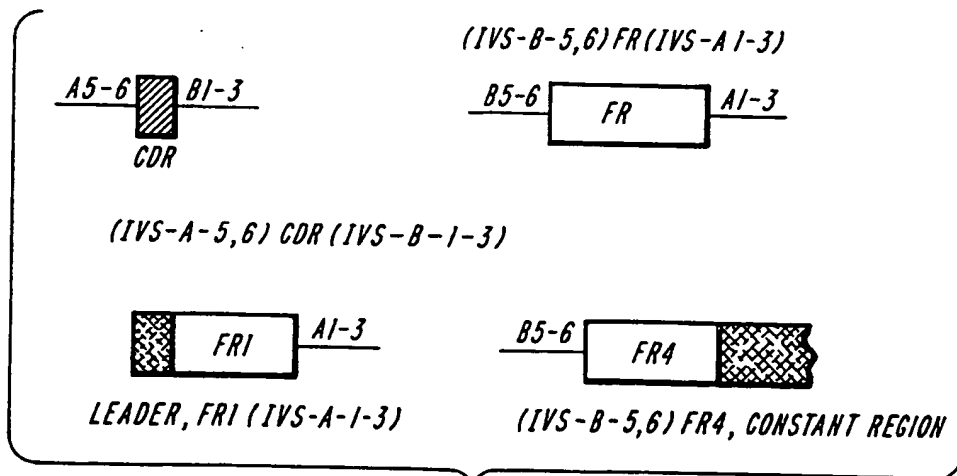 (IVS-B-5,6) FR (IVS-A1-3)
A5-6 B1-3
CDR
B5-6 FR A1-3
(IVS-A-5,6) CDR (IVS-B-1-3)
FR1 A1-3
LEADER, FR1 (IVS-A-1-3)
B5-6 FR4
(IVS-B-5,6) FR4, CONSTANT REGION